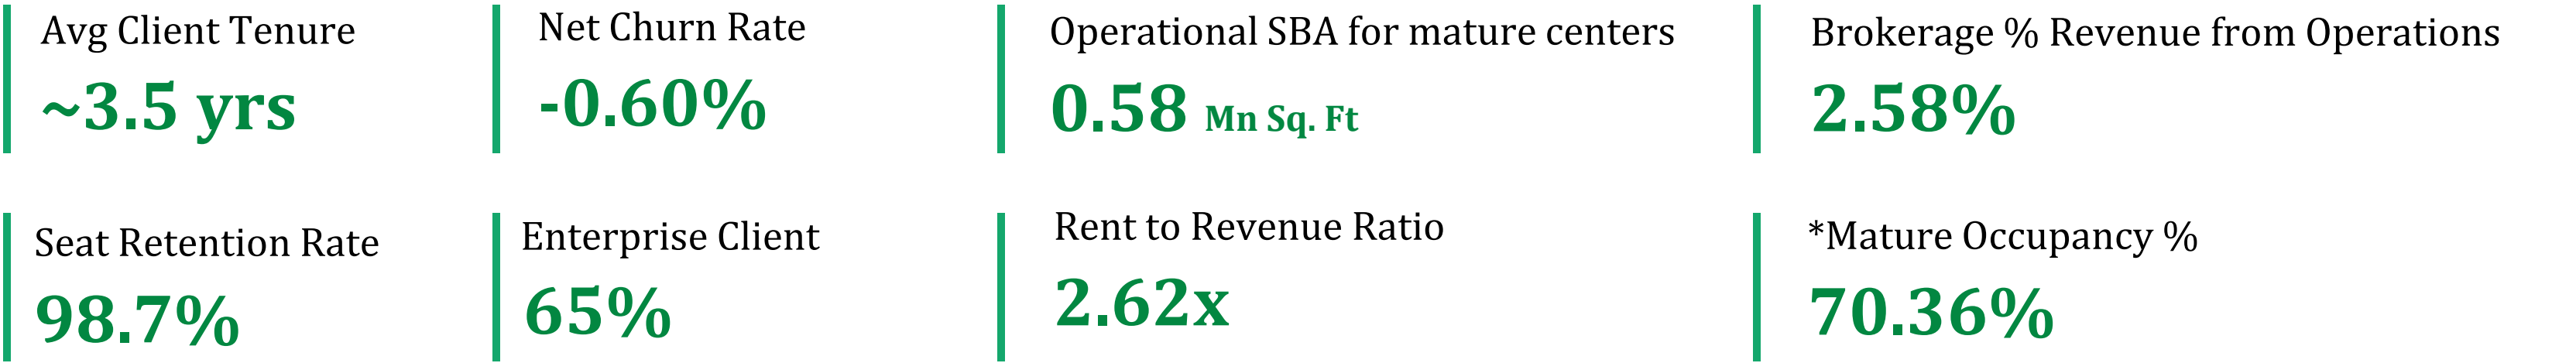 Avg Client Tenure
~3.5 yrs
Net Churn Rate
-0.60%
Operational SBA for mature centers
0.58 Mn Sq. Ft
Brokerage % Revenue from Operations
2.58%
Seat Retention Rate
98.7%
Enterprise Client
65%
Rent to Revenue Ratio
2.62x
*Mature Occupancy %
70.36%